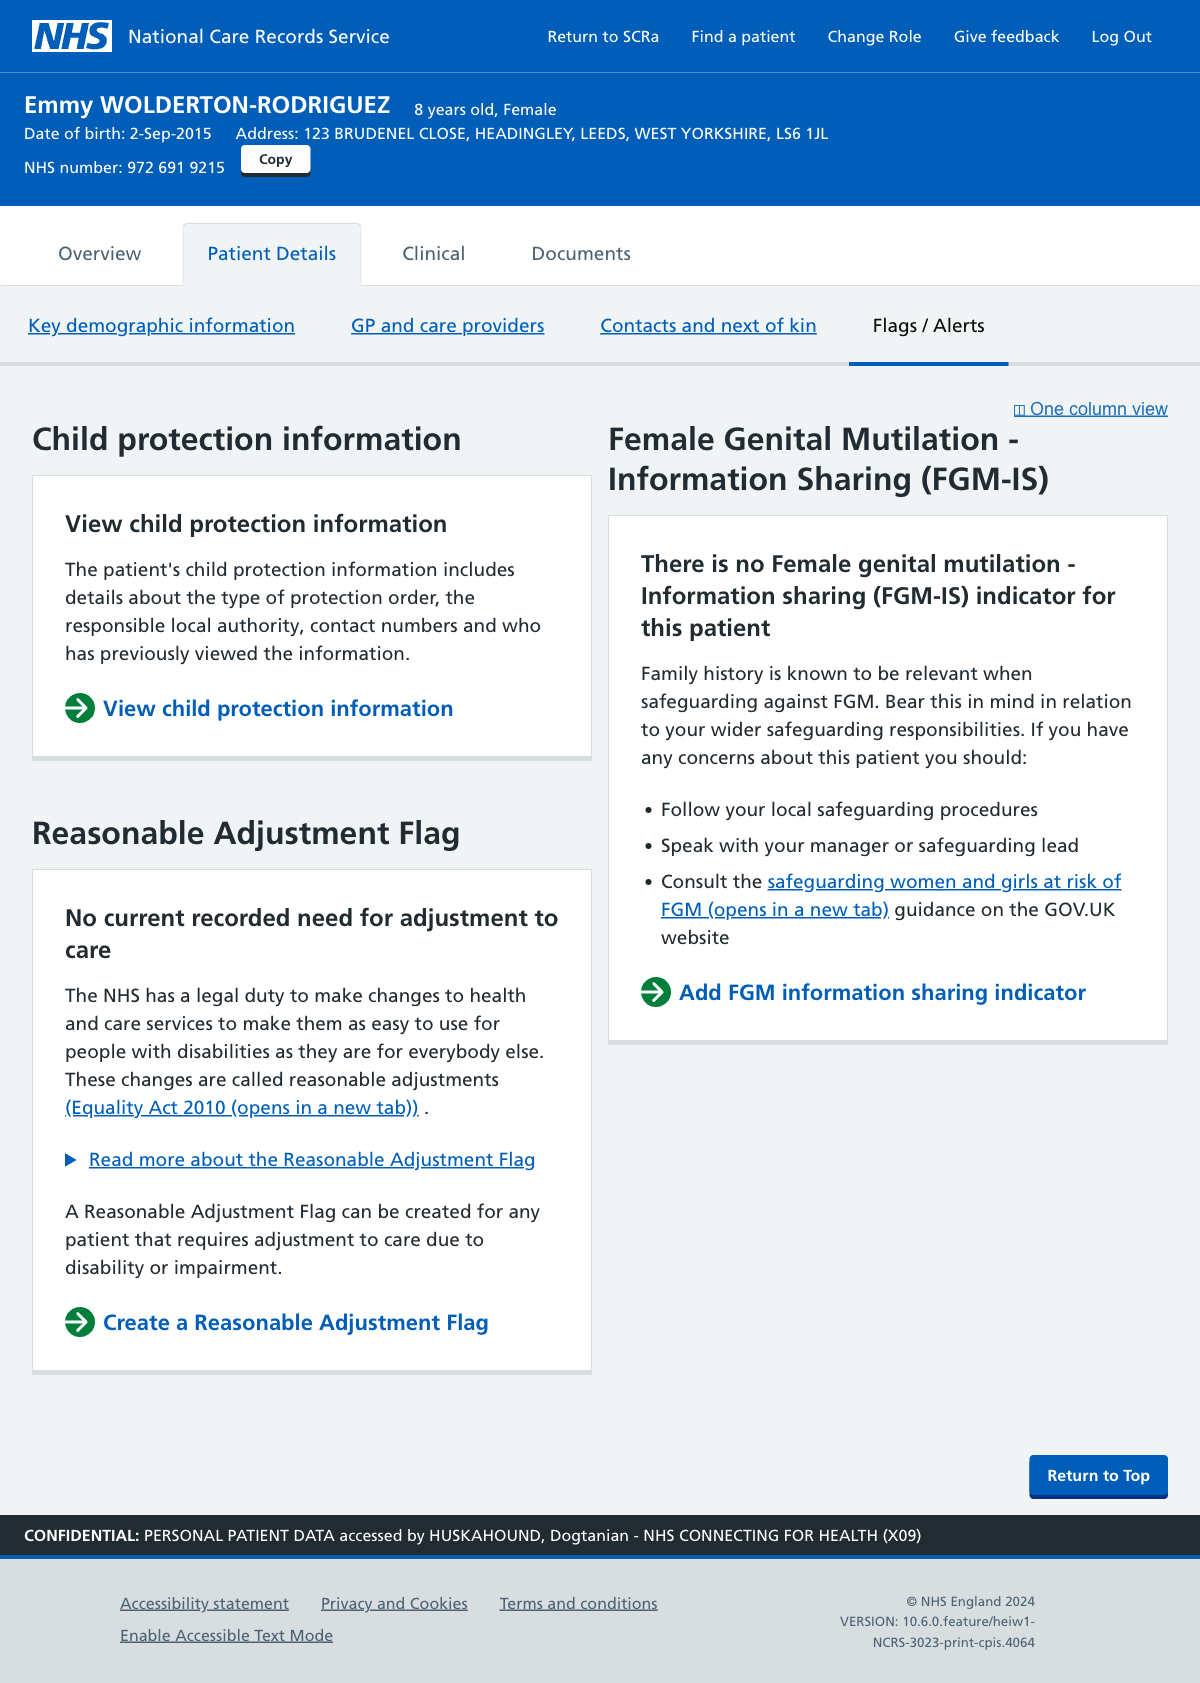 NHS National Care Records Service
Return to SCRa
Find a patient
Change Role
Give feedback
Log Out
Emmy WOLDERTON-RODRIGUEZ 8 years old, Female
Date of birth: 2-Sep-2015 Address: 123 BRUDENEL CLOSE, HEADINGLEY, LEEDS, WEST YORKSHIRE, LS6 1JL
NHS number: 972 691 9215 Copy
Overview
Patient Details
Clinical
Documents
Key demographic information
GP and care providers
Contacts and next of kin
Flags / Alerts
One column view
Child protection information
View child protection information
The patient's child protection information includes
details about the type of protection order, the
responsible local authority, contact numbers and who
has previously viewed the information.
View child protection information
Reasonable Adjustment Flag
No current recorded need for adjustment to
care
The NHS has a legal duty to make changes to health
and care services to make them as easy to use for
people with disabilities as they are for everybody else.
These changes are called reasonable adjustments
(Equality Act 2010 (opens in a new tab)) .
Read more about the Reasonable Adjustment Flag
A Reasonable Adjustment Flag can be created for any
patient that requires adjustment to care due to
disability or impairment.
Create a Reasonable Adjustment Flag
Female Genital Mutilation -
Information Sharing (FGM-IS)
There is no Female genital mutilation -
Information sharing (FGM-IS) indicator for
this patient
Family history is known to be relevant when
safeguarding against FGM. Bear this in mind in relation
to your wider safeguarding responsibilities. If you have
any concerns about this patient you should:
• Follow your local safeguarding procedures
• Speak with your manager or safeguarding lead
• Consult the safeguarding women and girls at risk of
FGM (opens in a new tab) guidance on the GOV.UK
website
Add FGM information sharing indicator
Return to Top
CONFIDENTIAL: PERSONAL PATIENT DATA accessed by HUSKAHOUND, Dogtanian - NHS CONNECTING FOR HEALTH (X09)
Accessibility statement
Privacy and Cookies
Terms and conditions
Enable Accessible Text Mode
© NHS England 2024
VERSION: 10.6.0.feature/heiw1-
NCRS-3023-print-cpis.4064